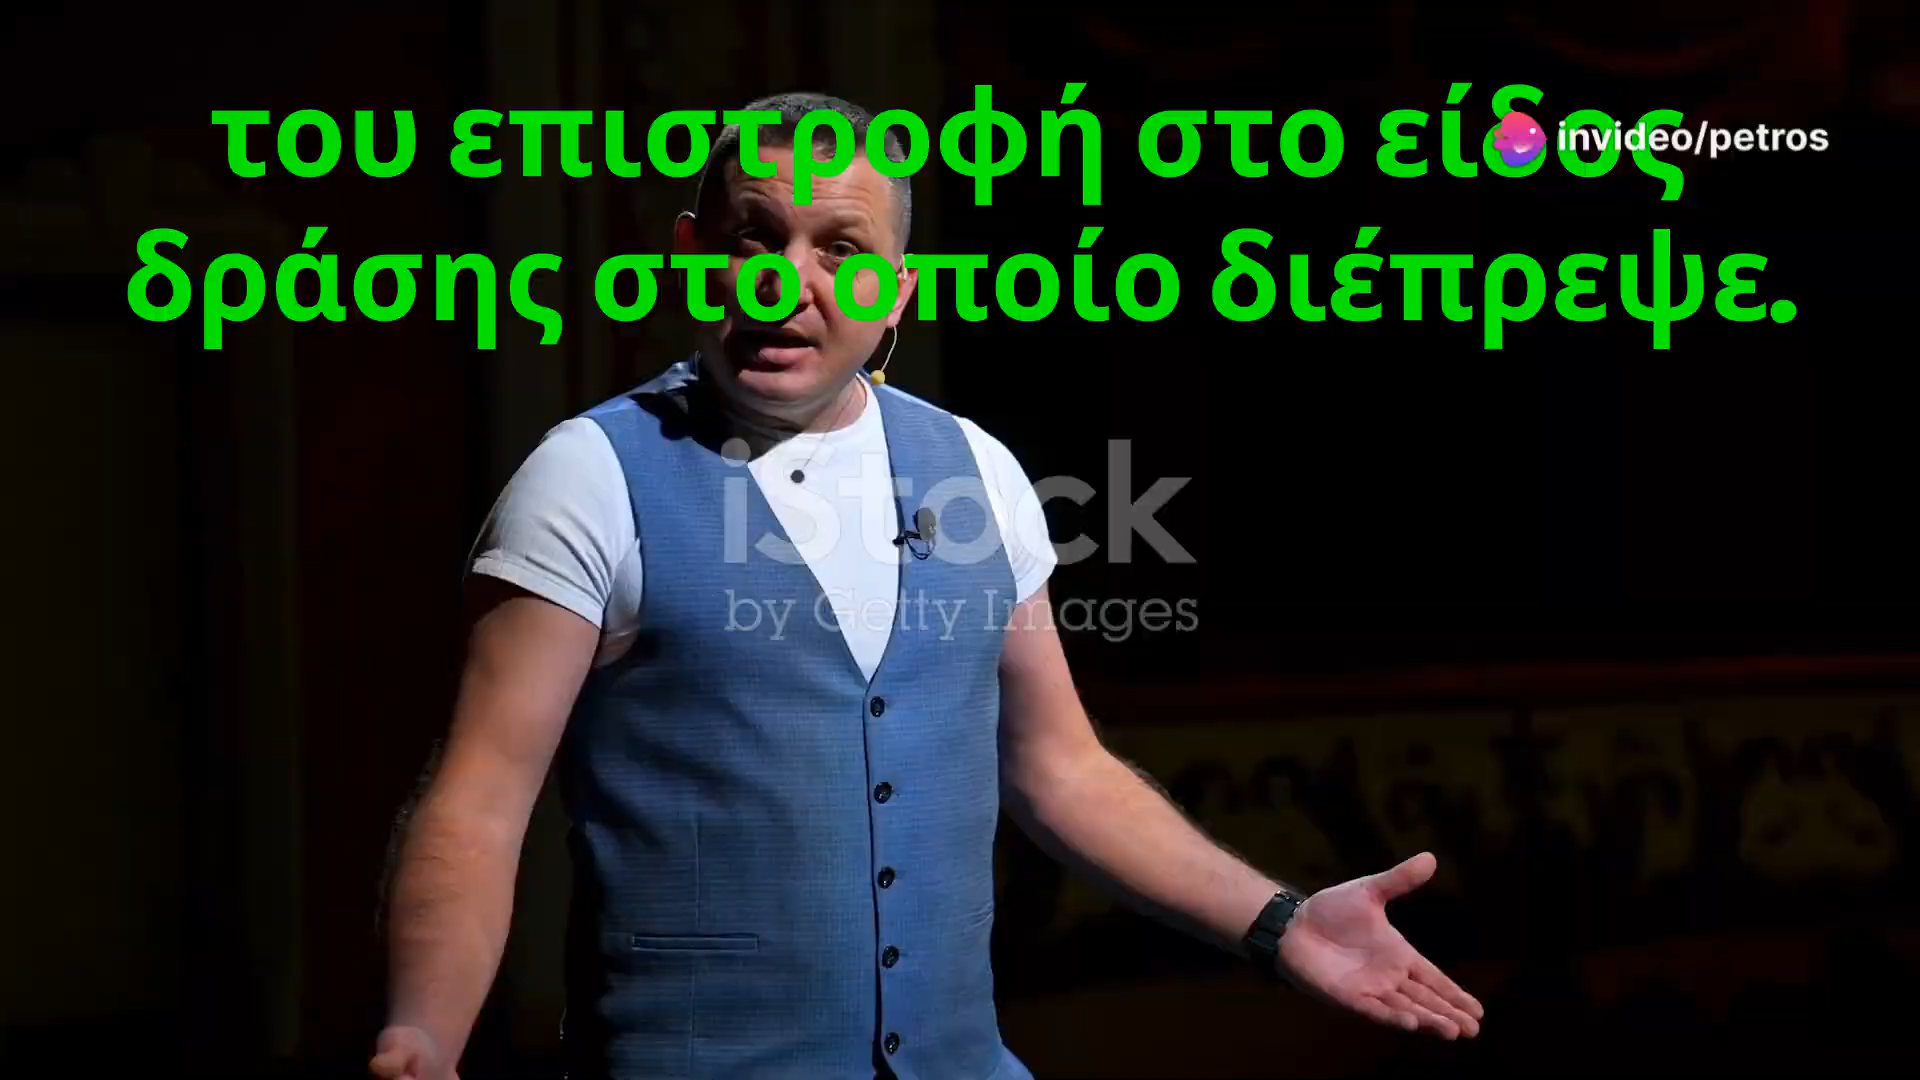 του επιστροφή στο είδος
invideo/petros
δράσης στο οποίο διέπρεψε.
iStock
by Getty Images